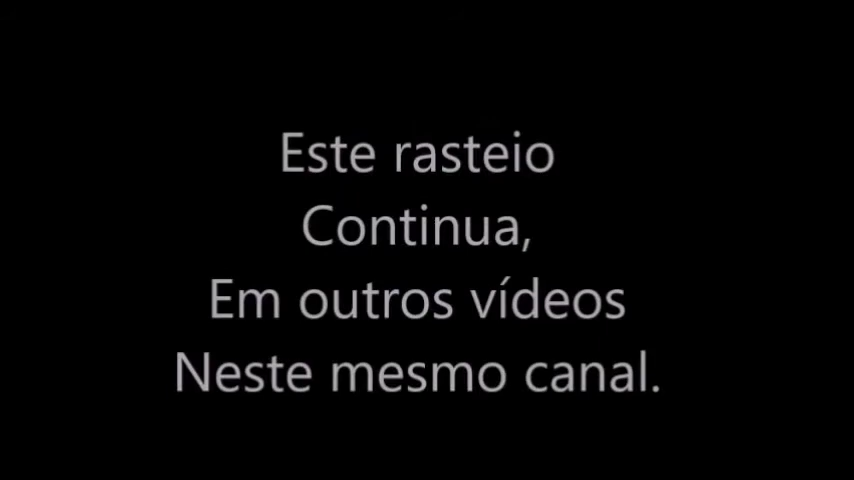 Este rasteio
Continua,
Em outros vídeos
Neste mesmo canal.